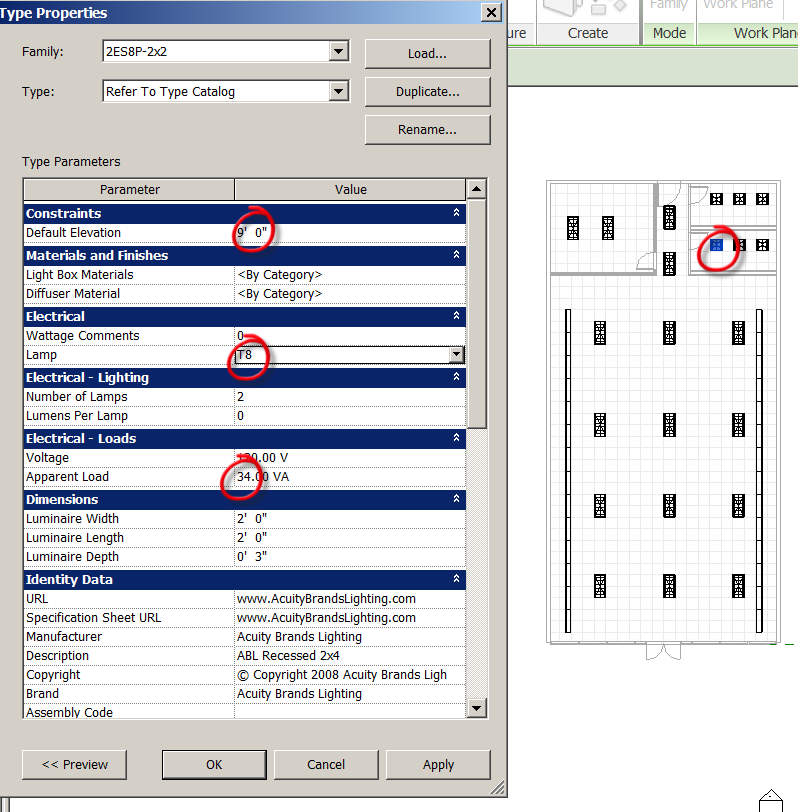 Type Properties
Family:
2ES8P-2x2
Load...
Type:
Refer To Type Catalog
Duplicate...
Rename...
Type Parameters
Parameter Value
Constraints
Default Elevation 9' 0"
Materials and Finishes
Light Box Materials <By Category>
Diffuser Material <By Category>
Electrical
Wattage Comments 0
Lamp T8
Electrical - Lighting
Number of Lamps 2
Lumens Per Lamp 0
Electrical - Loads
Voltage 120.00 V
Apparent Load 34.00 VA
Dimensions
Luminaire Width 2' 0"
Luminaire Length 2' 0"
Luminaire Depth 0' 3"
Identity Data
URL www.AcuityBrandsLighting.com
Specification Sheet URL www.AcuityBrandsLighting.com
Manufacturer Acuity Brands Lighting
Description ABL Recessed 2x4
Copyright © Copyright 2008 Acuity Brands Ligh
Brand Acuity Brands Lighting
Assembly Code
<< Preview OK Cancel Apply
Family Work Plane
ure Create Mode Work Plane